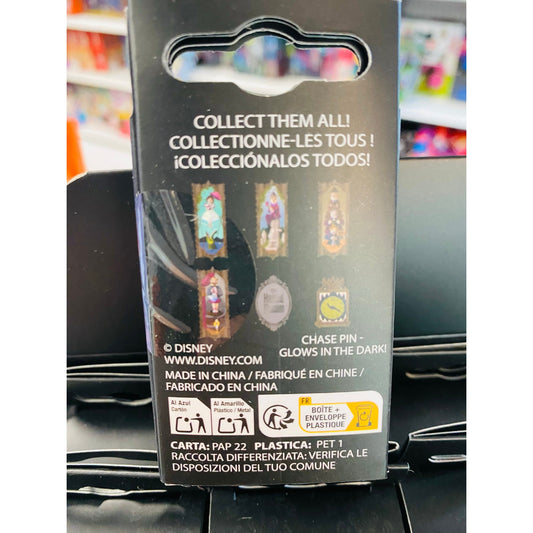 COLLECT THEM ALL!
COLLECTIONNE-LES TOUS !
¡COLECCIÓNALOS TODOS!
CHASE PIN -
GLOWS IN THE DARK!
© DISNEY
WWW.DISNEY.COM
MADE IN CHINA / FABRIQUÉ EN CHINE /
FABRICADO EN CHINA
Al Azul
Cartón
Al Amarillo
Plástico / Metal
FR
BOÎTE +
ENVELOPPE
PLASTIQUE
CARTA: PAP 22 PLASTICA: PET 1
RACCOLTA DIFFERENZIATA: VERIFICA LE
DISPOSIZIONI DEL TUO COMUNE